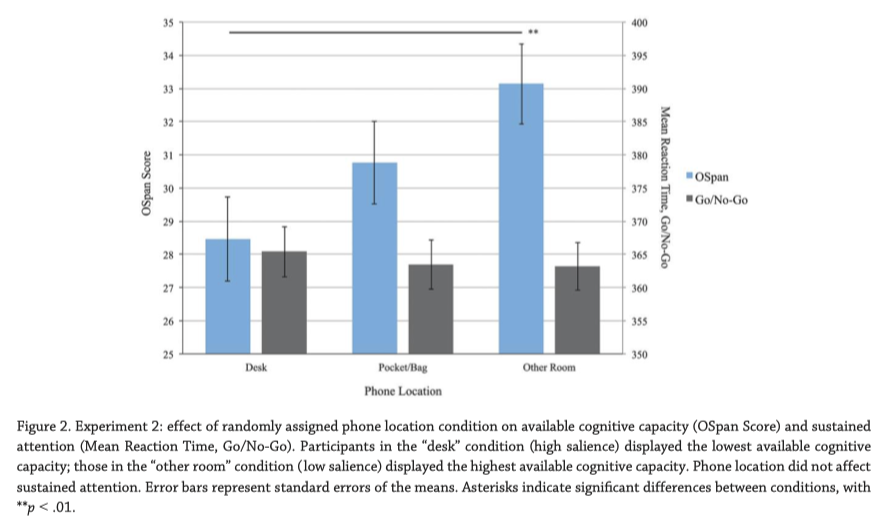 35
34
33
32
31
30
29
28
27
26
25
OSpan Score
**
400
395
390
385
380
375
370
365
360
355
350
Mean Reaction Time, Go/No-Go
OSpan
Go/No-Go
Desk
Pocket/Bag
Other Room
Phone Location
Figure 2. Experiment 2: effect of randomly assigned phone location condition on available cognitive capacity (OSpan Score) and sustained
attention (Mean Reaction Time, Go/No-Go). Participants in the “desk” condition (high salience) displayed the lowest available cognitive
capacity; those in the “other room” condition (low salience) displayed the highest available cognitive capacity. Phone location did not affect
sustained attention. Error bars represent standard errors of the means. Asterisks indicate significant differences between conditions, with
**p < .01.